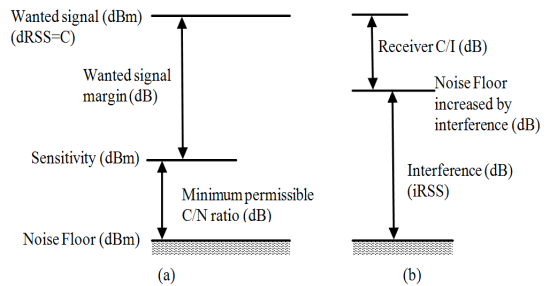 Wanted signal (dBm)
(dRSS=C)
Wanted signal
margin (dB)
Sensitivity (dBm)
Minimum permissible
C/N ratio (dB)
Noise Floor (dBm)
(a)
Receiver C/I (dB)
Noise Floor
increased by
interference (dB)
Interference (dB)
(iRSS)
(b)